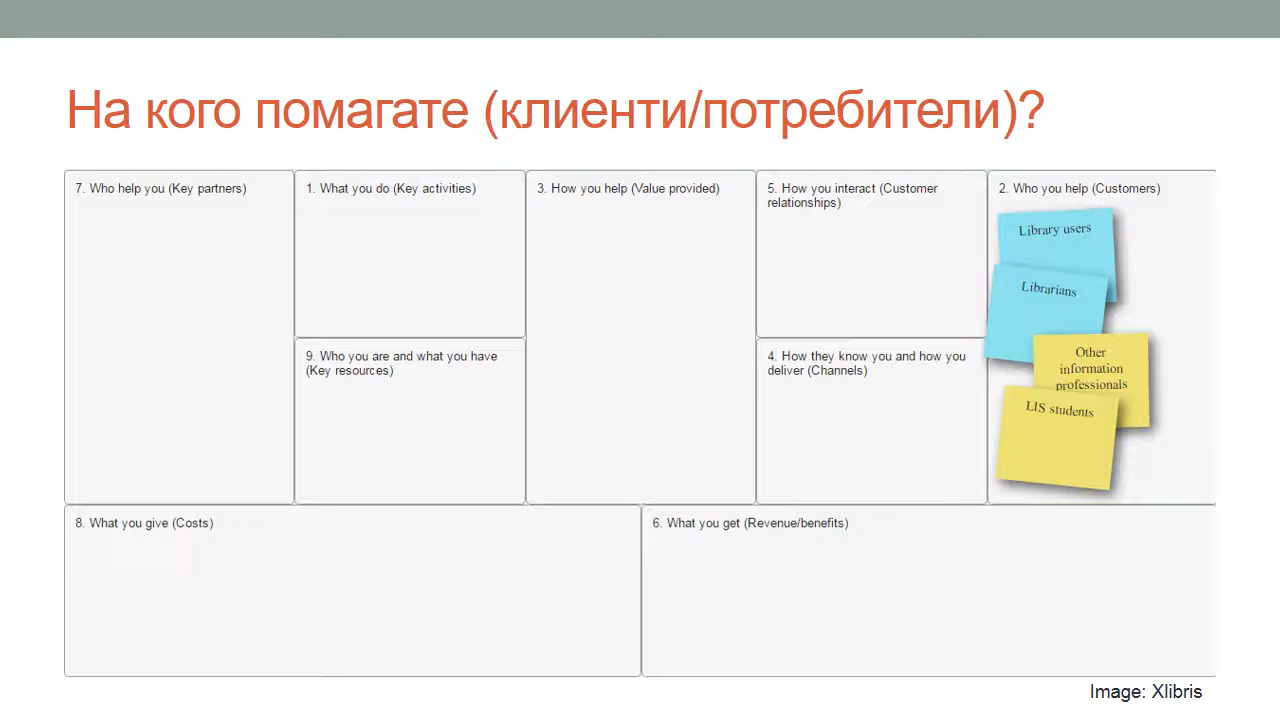 На кого помагате (клиенти/потребители)?
7. Who help you (Key partners)
1. What you do (Key activities)
3. How you help (Value provided)
5. How you interact (Customer
relationships)
2. Who you help (Customers)
Library users
Librarians
Other
information
professionals
LIS students
9. Who you are and what you have
(Key resources)
4. How they know you and how you
deliver (Channels)
8. What you give (Costs)
6. What you get (Revenue/benefits)
Image: Xlibris